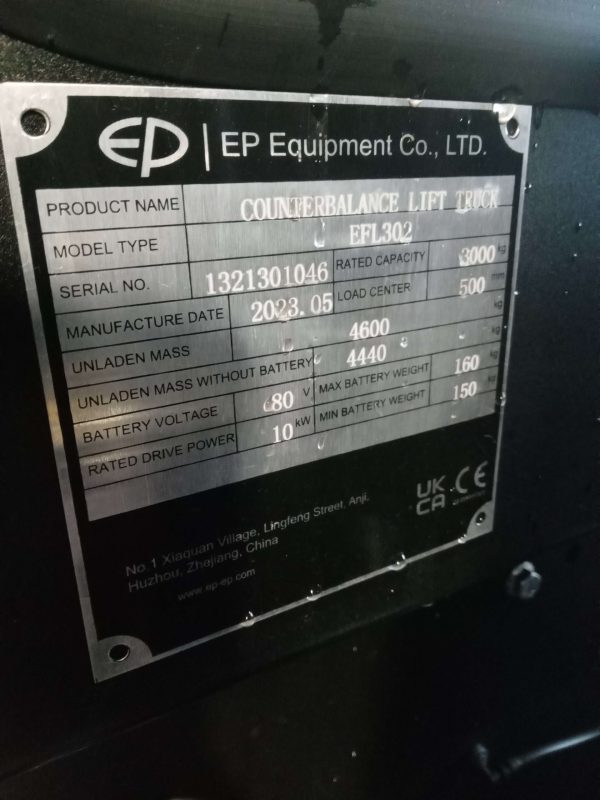 EP | EP Equipment Co., LTD.
PRODUCT NAME COUNTERBALANCE LIFT TRUCK
MODEL TYPE EFL302
SERIAL NO. 1321301046 RATED CAPACITY 3000 kg
MANUFACTURE DATE 2023.05 LOAD CENTER 500 mm
UNLADEN MASS 4600 kg
UNLADEN MASS WITHOUT BATTERY 4440 kg
BATTERY VOLTAGE 80 V MAX BATTERY WEIGHT 160 kg
RATED DRIVE POWER 10 kW MIN BATTERY WEIGHT 150 kg
UK CA CE
No.1 Xiaquan Village, Lingfeng Street, Anji,
Huzhou, Zhejiang, China
www.ep-ep.com